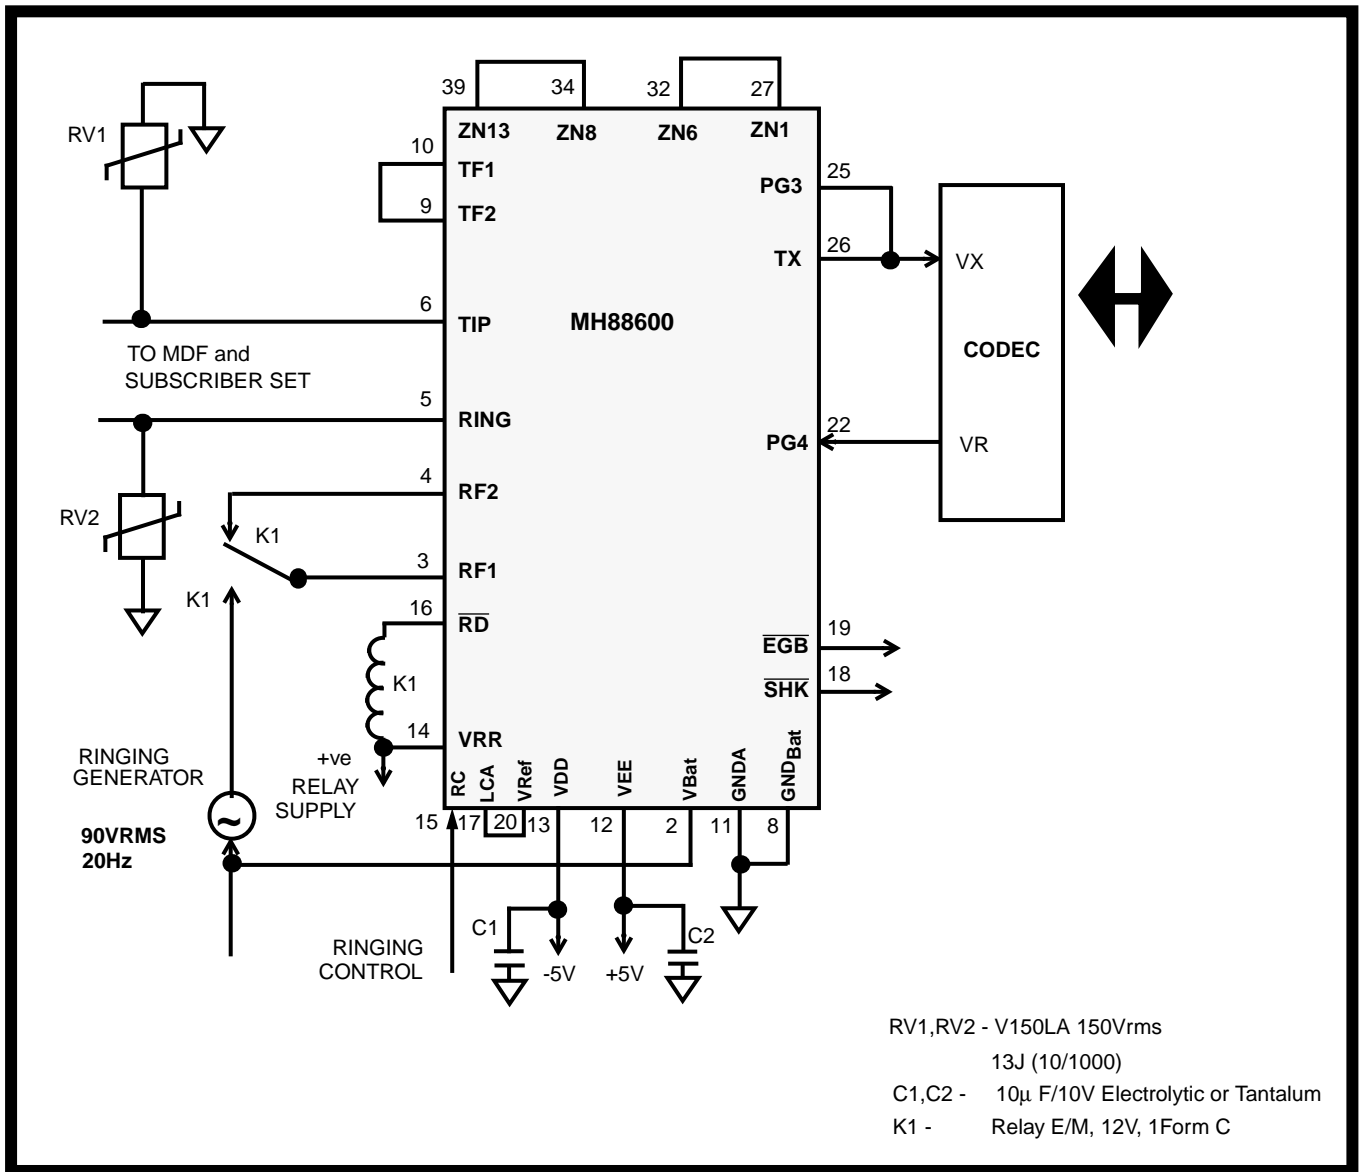 39 34 32 27
ZN13 ZN8 ZN6 ZN1
RV1
10
TF1
9
TF2
25
PG3
26
TX
VX
6
TIP
MH88600
CODEC
TO MDF and
SUBSCRIBER SET
5
RING
22
PG4
VR
4
RF2
RV2
K1
3
RF1
K1
16
RD
19
EGB
18
SHK
K1
14
VRR
+ve
RELAY
SUPPLY
RINGING
GENERATOR
~
90VRMS
20Hz
RC LCA VRef VDD VEE VBat GNDA GNDBat
15 17 20 13 12 2 11 8
C1 C2
-5V +5V
RINGING
CONTROL
RV1,RV2 - V150LA 150Vrms
13J (10/1000)
C1,C2 - 10μ F/10V Electrolytic or Tantalum
K1 - Relay E/M, 12V, 1Form C